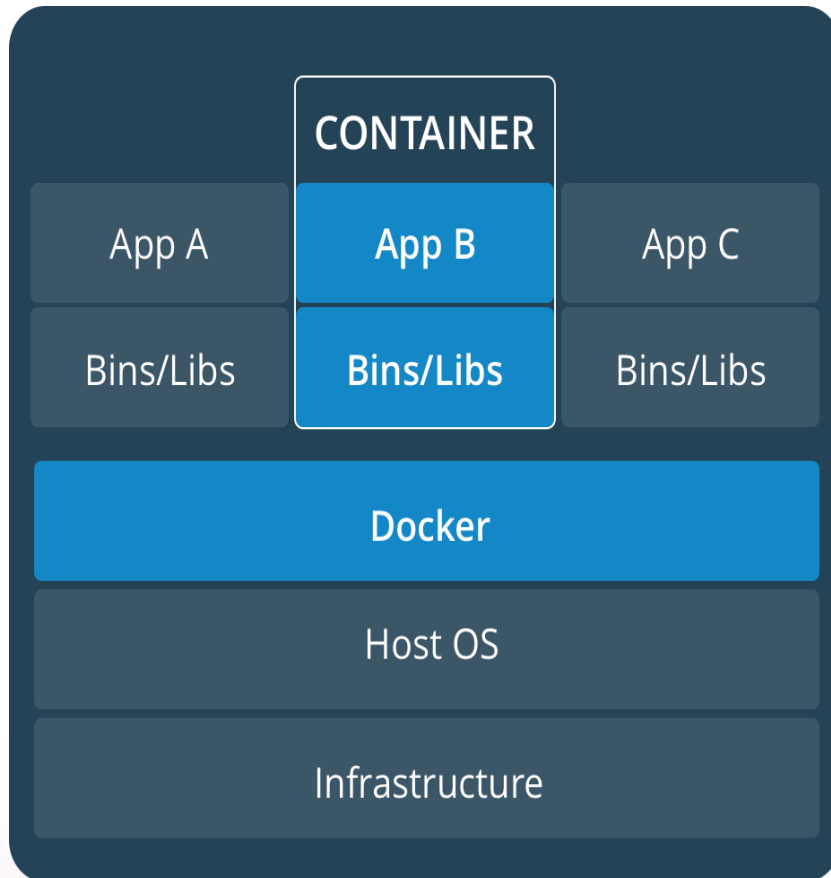 CONTAINER
App A
App B
App C
Bins/Libs
Bins/Libs
Bins/Libs
Docker
Host OS
Infrastructure